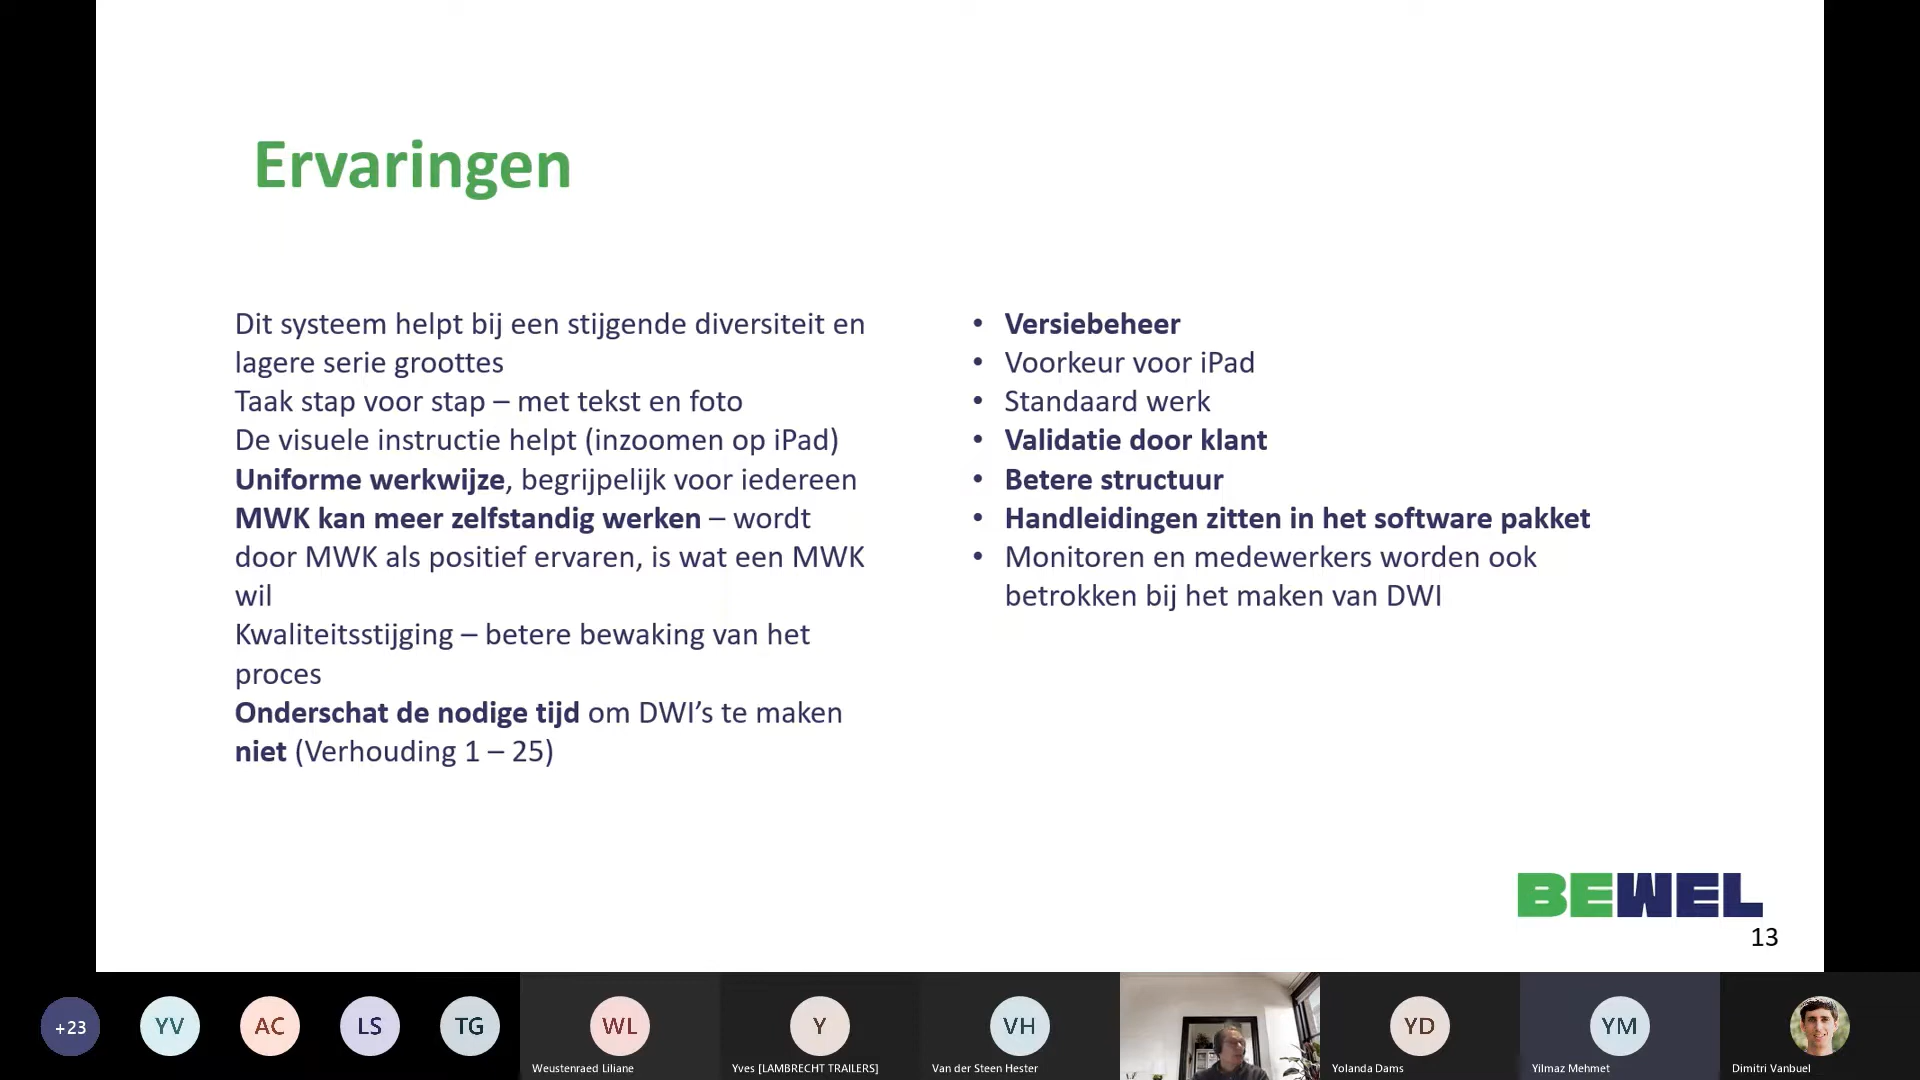 Ervaringen
Dit systeem helpt bij een stijgende diversiteit en
lagere serie groottes
Taak stap voor stap – met tekst en foto
De visuele instructie helpt (inzoomen op iPad)
Uniforme werkwijze, begrijpelijk voor iedereen
MWK kan meer zelfstandig werken – wordt
door MWK als positief ervaren, is wat een MWK
wil
Kwaliteitsstijging – betere bewaking van het
proces
Onderschat de nodige tijd om DWI’s te maken
niet (Verhouding 1 – 25)
• Versiebeheer
• Voorkeur voor iPad
• Standaard werk
• Validatie door klant
• Betere structuur
• Handleidingen zitten in het software pakket
• Monitoren en medewerkers worden ook
betrokken bij het maken van DWI
BEWEL
13
+23
YV
AC
LS
TG
WL
Weustenraed Liliane
Y
Yves [LAMBRECHT TRAILERS]
VH
Van der Steen Hester
YD
Yolanda Dams
YM
Yilmaz Mehmet
Dimitri Vanbuel